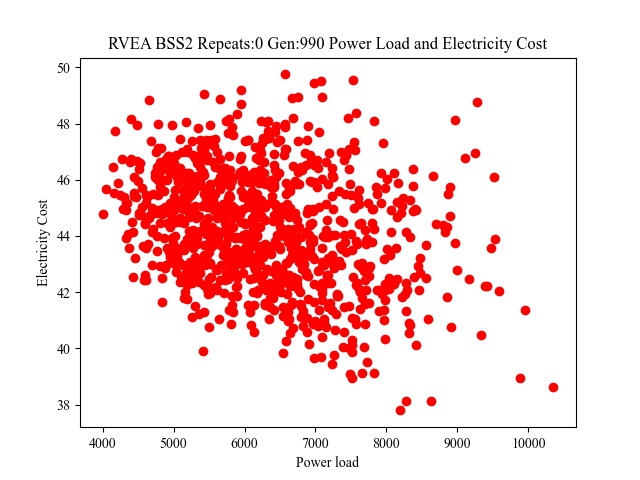 RVEA BSS2 Repeats:0 Gen:990 Power Load and Electricity Cost
50
48
46
44
42
40
38
Electricity Cost
4000 5000 6000 7000 8000 9000 10000
Power load